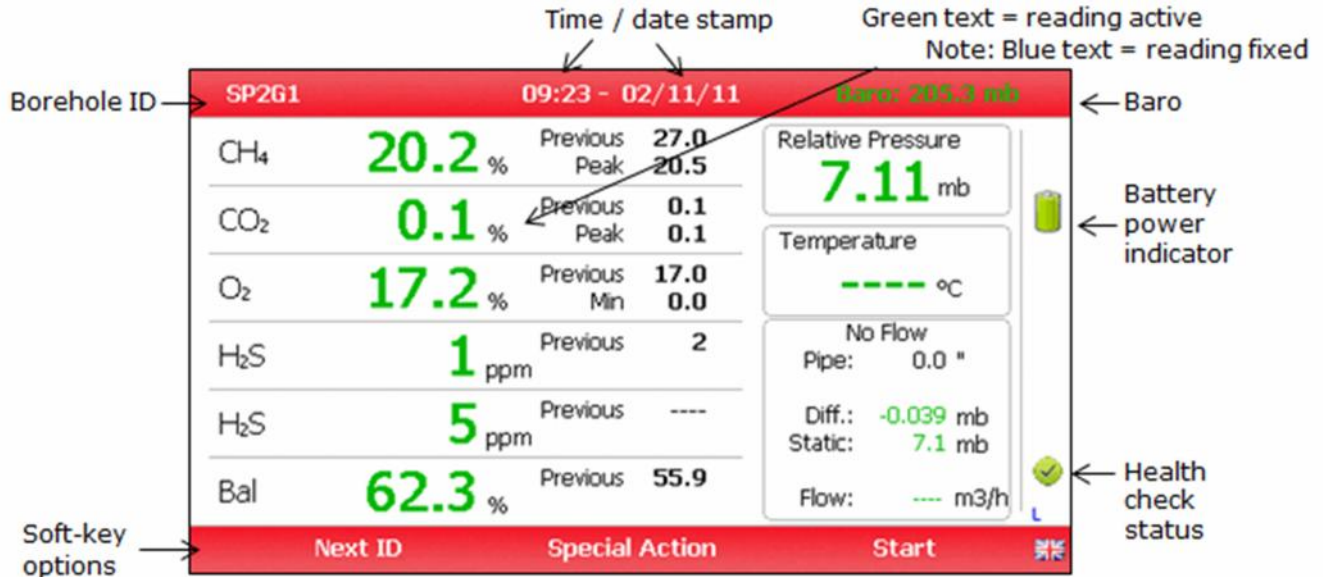 Time / date stamp
Green text = reading active
Note: Blue text = reading fixed
Borehole ID
SP2G1 09:23 - 02/11/11 Baro: 205.3 mb
Baro
CH₄ 20.2 % Previous 27.0
Peak 20.5
CO₂ 0.1 % Previous 0.1
Peak 0.1
O₂ 17.2 % Previous 17.0
Min 0.0
H₂S 1 ppm Previous 2
H₂S 5 ppm Previous ----
Bal 62.3 % Previous 55.9
Relative Pressure
7.11 mb
Temperature
---- ºC
No Flow
Pipe: 0.0 "
Diff.: -0.039 mb
Static: 7.1 mb
Flow: ---- m3/h
L
Battery
power
indicator
Health
check
status
Soft-key
options
Next ID Special Action Start